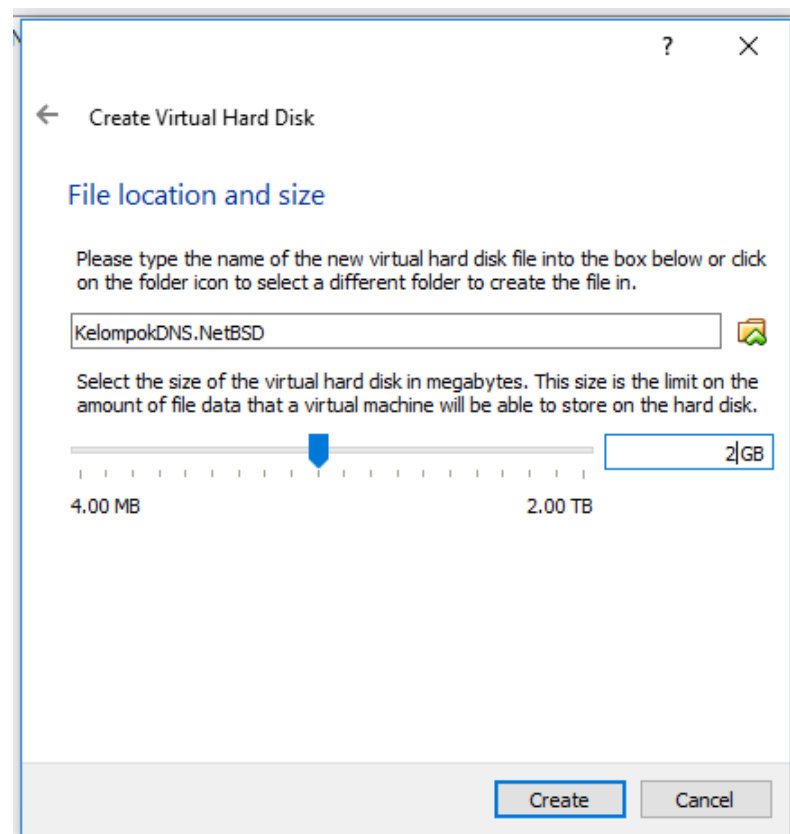 ?
Create Virtual Hard Disk
File location and size
Please type the name of the new virtual hard disk file into the box below or click
on the folder icon to select a different folder to create the file in.
KelompokDNS.NetBSD
Select the size of the virtual hard disk in megabytes. This size is the limit on the
amount of file data that a virtual machine will be able to store on the hard disk.
2 GB
4.00 MB 2.00 TB
Create Cancel